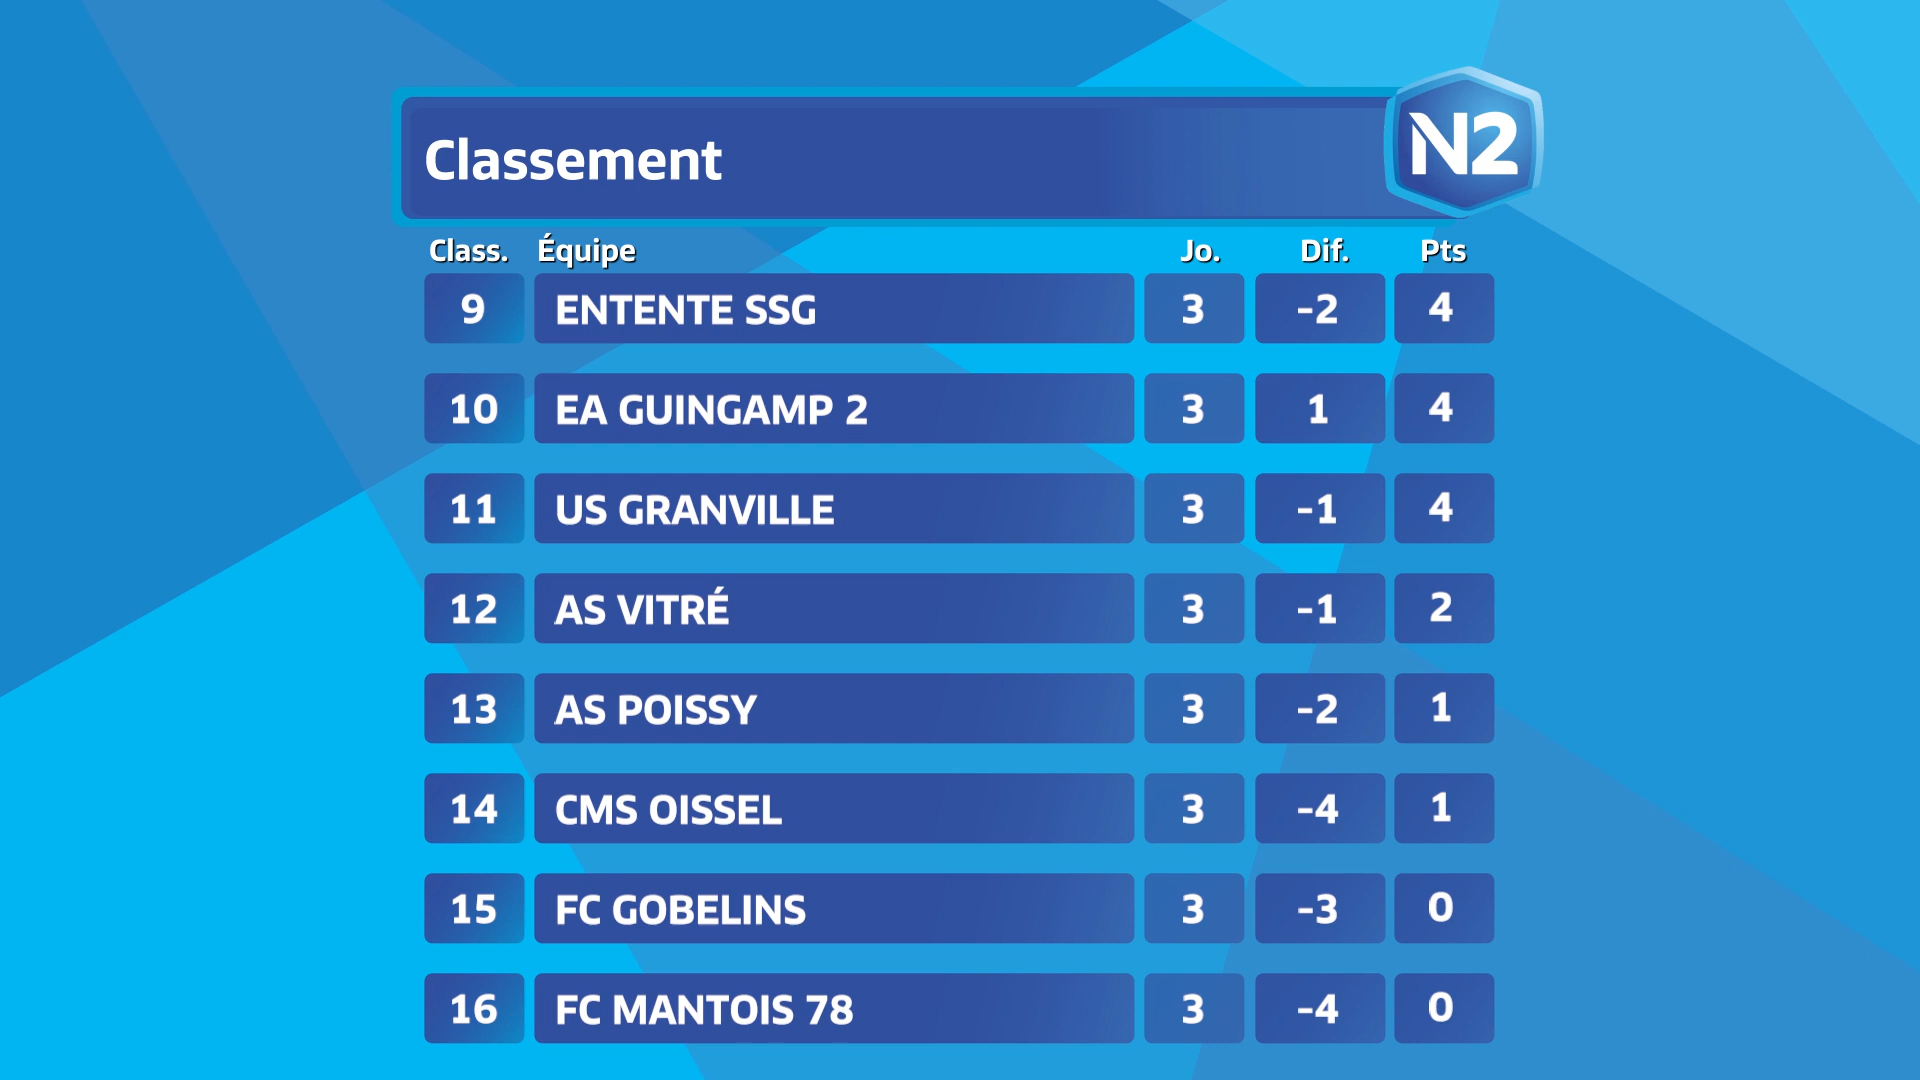 Classement N2
Class. Équipe Jo. Dif. Pts
9 ENTENTE SSG 3 -2 4
10 EA GUINGAMP 2 3 1 4
11 US GRANVILLE 3 -1 4
12 AS VITRÉ 3 -1 2
13 AS POISSY 3 -2 1
14 CMS OISSEL 3 -4 1
15 FC GOBELINS 3 -3 0
16 FC MANTOIS 78 3 -4 0